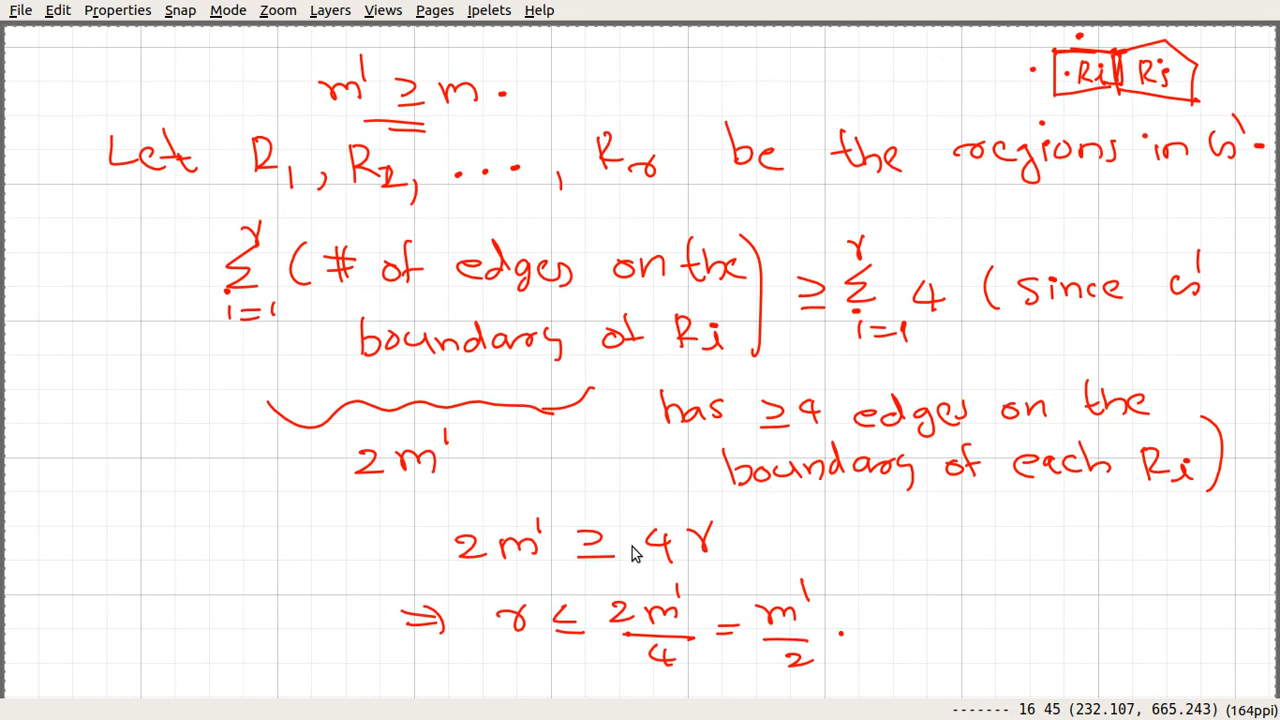 File Edit Properties Snap Mode Zoom Layers Views Pages Ipelets Help
m' ≥ m.
Ri Rj
Let R1, R2, ..., Rr be the regions in G'.
r r
∑ (# of edges on the ≥ ∑ 4 (since G'
i=1 boundary of Ri) i=1
has ≥4 edges on the
2m' boundary of each Ri)
2m' ≥ 4r
⇒ r ≤ 2m'/4 = m'/2.
------- 16 45 (232.107, 665.243) (164ppi)